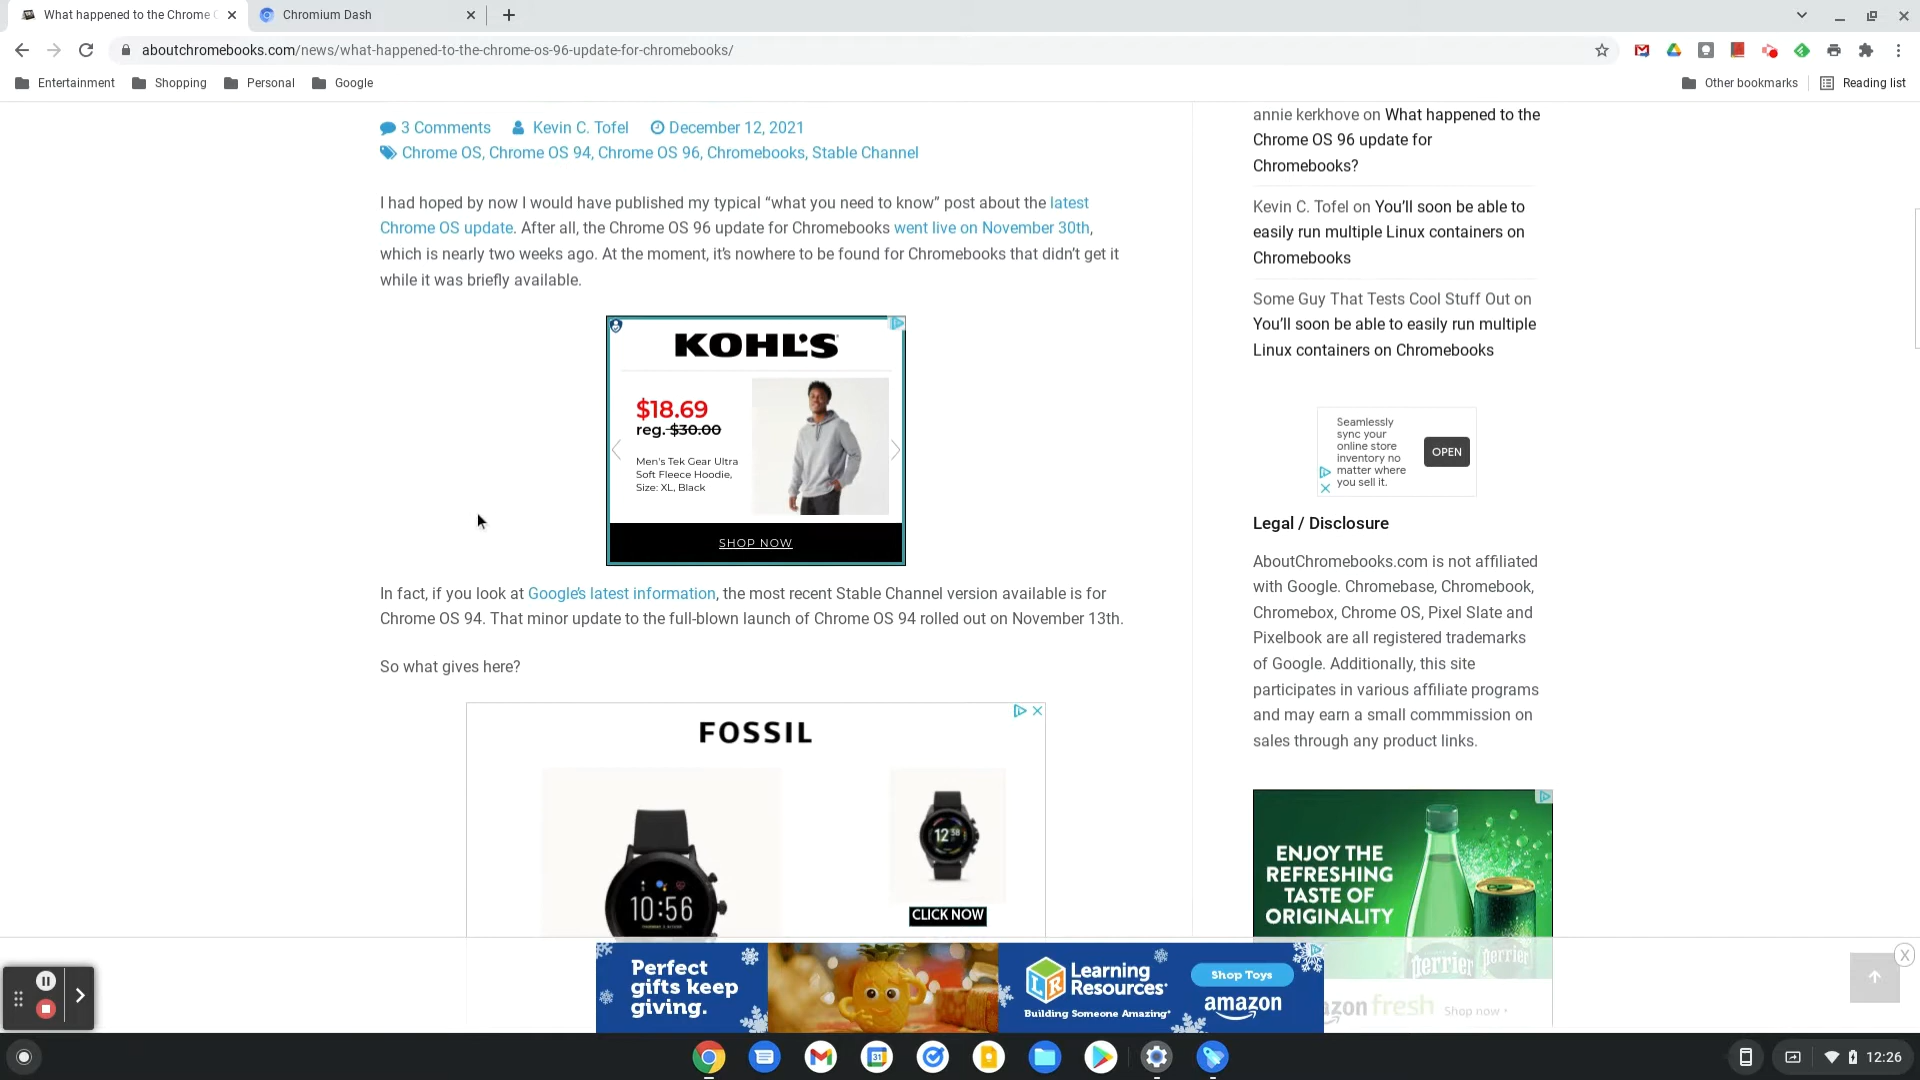 What happened to the Chrome
Chromium Dash
aboutchromebooks.com/news/what-happened-to-the-chrome-os-96-update-for-chromebooks/
Entertainment
Shopping
Personal
Google
Other bookmarks
Reading list
3 Comments
Kevin C. Tofel
December 12, 2021
Chrome OS, Chrome OS 94, Chrome OS 96, Chromebooks, Stable Channel
I had hoped by now I would have published my typical “what you need to know” post about the latest
Chrome OS update. After all, the Chrome OS 96 update for Chromebooks went live on November 30th,
which is nearly two weeks ago. At the moment, it’s nowhere to be found for Chromebooks that didn’t get it
while it was briefly available.
KOHL'S
$18.69
reg. $30.00
Men's Tek Gear Ultra
Soft Fleece Hoodie,
Size: XL, Black
SHOP NOW
In fact, if you look at Google’s latest information, the most recent Stable Channel version available is for
Chrome OS 94. That minor update to the full-blown launch of Chrome OS 94 rolled out on November 13th.
So what gives here?
FOSSIL
10:56
12 38
CLICK NOW
annie kerkhove on What happened to the
Chrome OS 96 update for
Chromebooks?
Kevin C. Tofel on You’ll soon be able to
easily run multiple Linux containers on
Chromebooks
Some Guy That Tests Cool Stuff Out on
You’ll soon be able to easily run multiple
Linux containers on Chromebooks
Seamlessly
sync your
online store
inventory no
matter where
you sell it.
OPEN
Legal / Disclosure
AboutChromebooks.com is not affiliated
with Google. Chromebase, Chromebook,
Chromebox, Chrome OS, Pixel Slate and
Pixelbook are all registered trademarks
of Google. Additionally, this site
participates in various affiliate programs
and may earn a small commmission on
sales through any product links.
ENJOY THE
REFRESHING
TASTE OF
ORIGINALITY
perrier
perrier
azon fresh
Shop now
Perfect
gifts keep
giving.
LR
Learning
Resources®
Building Someone Amazing®
Shop Toys
amazon
X
31
12:26